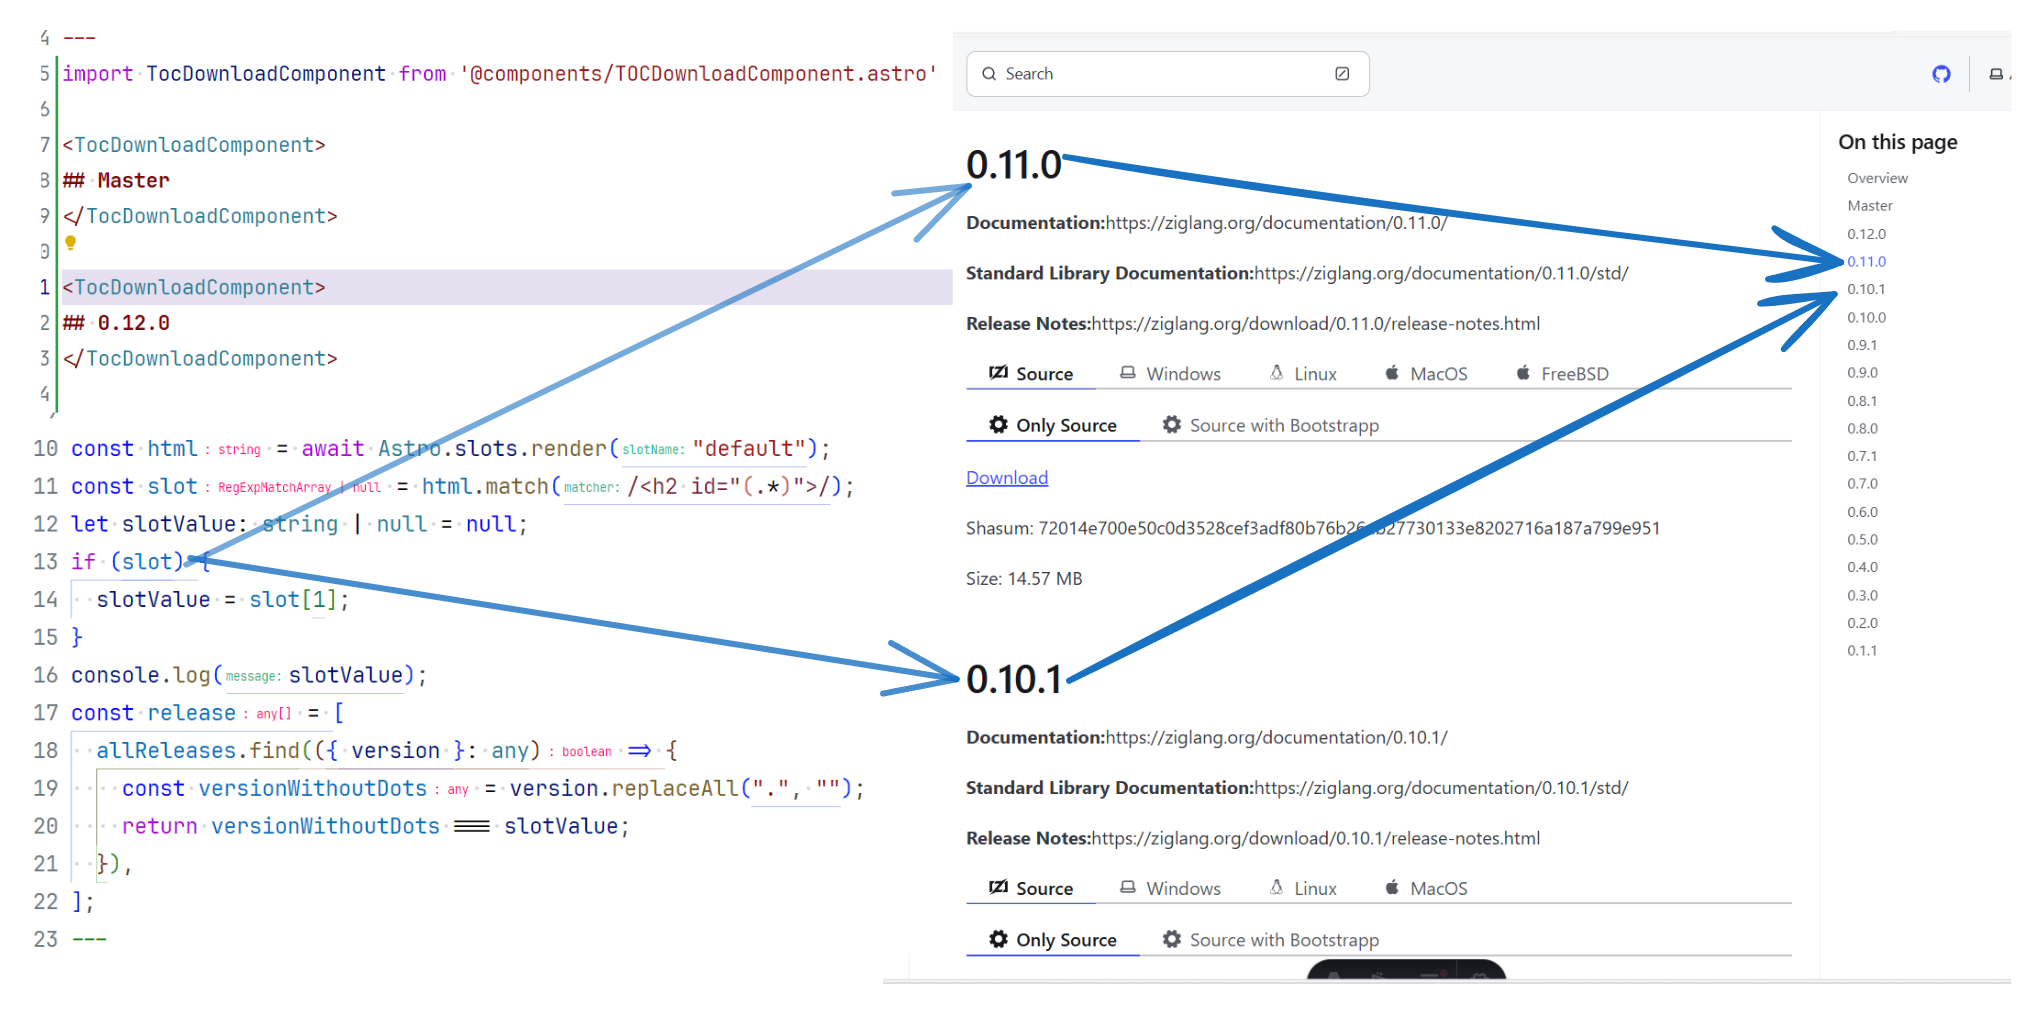 4 ---
5 import TocDownloadComponent from '@components/TOCDownloadComponent.astro'
6
7 <TocDownloadComponent>
8 ## Master
9 </TocDownloadComponent>
0
1 <TocDownloadComponent>
2 ## 0.12.0
3 </TocDownloadComponent>
4
10 const html : string = await Astro.slots.render( slotName: "default");
11 const slot : RegExpMatchArray | null = html.match( matcher: /<h2 id="(.*)">/);
12 let slotValue: string | null = null;
13 if (slot) {
14 slotValue = slot[1];
15 }
16 console.log( message: slotValue);
17 const release : any[] = [
18 allReleases.find(({ version }: any) : boolean => {
19 const versionWithoutDots : any = version.replaceAll(".", "");
20 return versionWithoutDots === slotValue;
21 }),
22 ];
23 ---
Search
0.11.0
Documentation:https://ziglang.org/documentation/0.11.0/
Standard Library Documentation:https://ziglang.org/documentation/0.11.0/std/
Release Notes:https://ziglang.org/download/0.11.0/release-notes.html
Source Windows Linux MacOS FreeBSD
Only Source Source with Bootstrapp
Download
Shasum:
Size: 14.57 MB
0.10.1
Documentation:https://ziglang.org/documentation/0.10.1/
Standard Library Documentation:https://ziglang.org/documentation/0.10.1/std/
Release Notes:https://ziglang.org/download/0.10.1/release-notes.html
Source Windows Linux MacOS
Only Source Source with Bootstrapp
On this page
Overview
Master
0.12.0
0.11.0
0.10.1
0.10.0
0.9.1
0.9.0
0.8.1
0.8.0
0.7.1
0.7.0
0.6.0
0.5.0
0.4.0
0.3.0
0.2.0
0.1.1